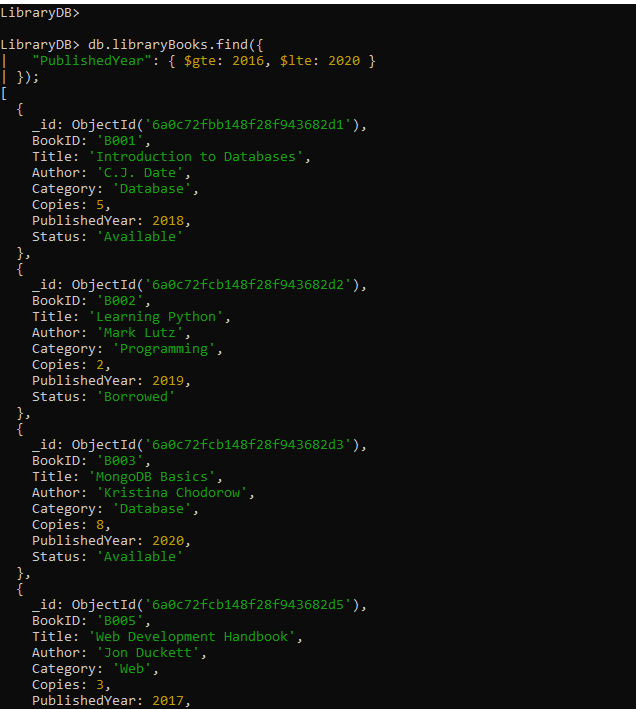 LibraryDB>
LibraryDB> db.libraryBooks.find({
|   "PublishedYear": { $gte: 2016, $lte: 2020 }
| });
[
  {
    _id: ObjectId('6a0c72fbb148f28f943682d1'),
    BookID: 'B001',
    Title: 'Introduction to Databases',
    Author: 'C.J. Date',
    Category: 'Database',
    Copies: 5,
    PublishedYear: 2018,
    Status: 'Available'
  },
  {
    _id: ObjectId('6a0c72fcb148f28f943682d2'),
    BookID: 'B002',
    Title: 'Learning Python',
    Author: 'Mark Lutz',
    Category: 'Programming',
    Copies: 2,
    PublishedYear: 2019,
    Status: 'Borrowed'
  },
  {
    _id: ObjectId('6a0c72fcb148f28f943682d3'),
    BookID: 'B003',
    Title: 'MongoDB Basics',
    Author: 'Kristina Chodorow',
    Category: 'Database',
    Copies: 8,
    PublishedYear: 2020,
    Status: 'Available'
  },
  {
    _id: ObjectId('6a0c72fcb148f28f943682d5'),
    BookID: 'B005',
    Title: 'Web Development Handbook',
    Author: 'Jon Duckett',
    Category: 'Web',
    Copies: 3,
    PublishedYear: 2017,